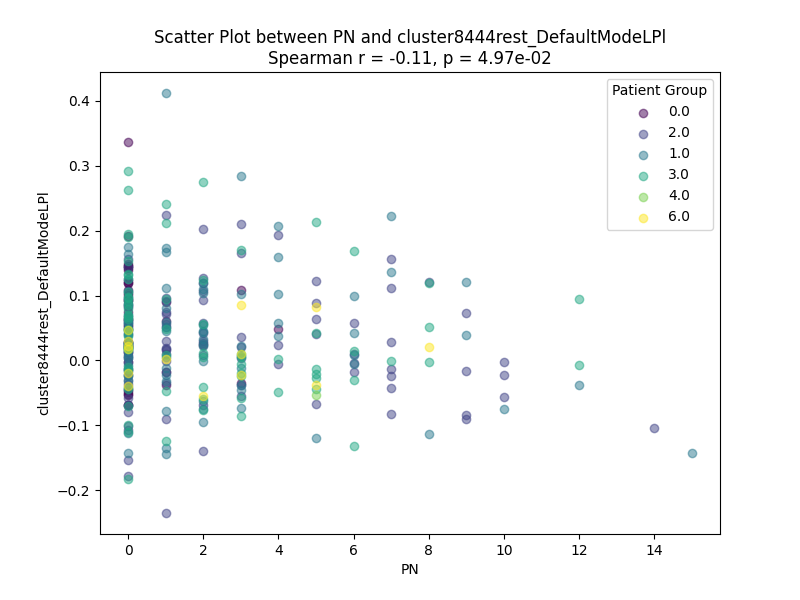 Scatter Plot between PN and cluster8444rest_DefaultModeLPl
Spearman r = -0.11, p = 4.97e-02
Patient Group
0.0
2.0
1.0
3.0
4.0
6.0
cluster8444rest_DefaultModeLPl
0.4
0.3
0.2
0.1
0.0
−0.1
−0.2
0 2 4 6 8 10 12 14
PN